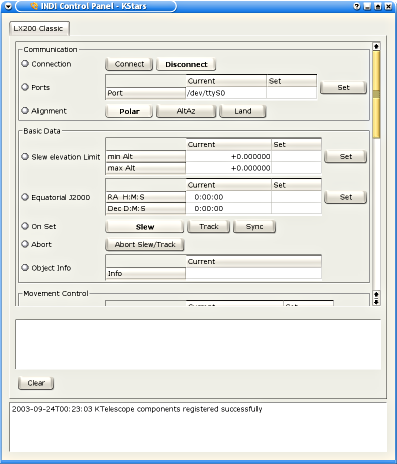 INDI Control Panel - KStars
LX200 Classic
Communication
Connection Connect Disconnect
Current Set
Ports Port /dev/ttyS0 Set
Alignment Polar AltAz Land
Basic Data
Current Set
Slew elevation Limit min Alt +0.000000 Set
max Alt +0.000000
Current Set
Equatorial J2000 RA H:M:S 0:00:00 Set
Dec D:M:S 0:00:00
On Set Slew Track Sync
Abort Abort Slew/Track
Current
Object Info Info
Movement Control
Current Set
Clear
2003-09-24T00:23:03 KTelescope components registered successfully